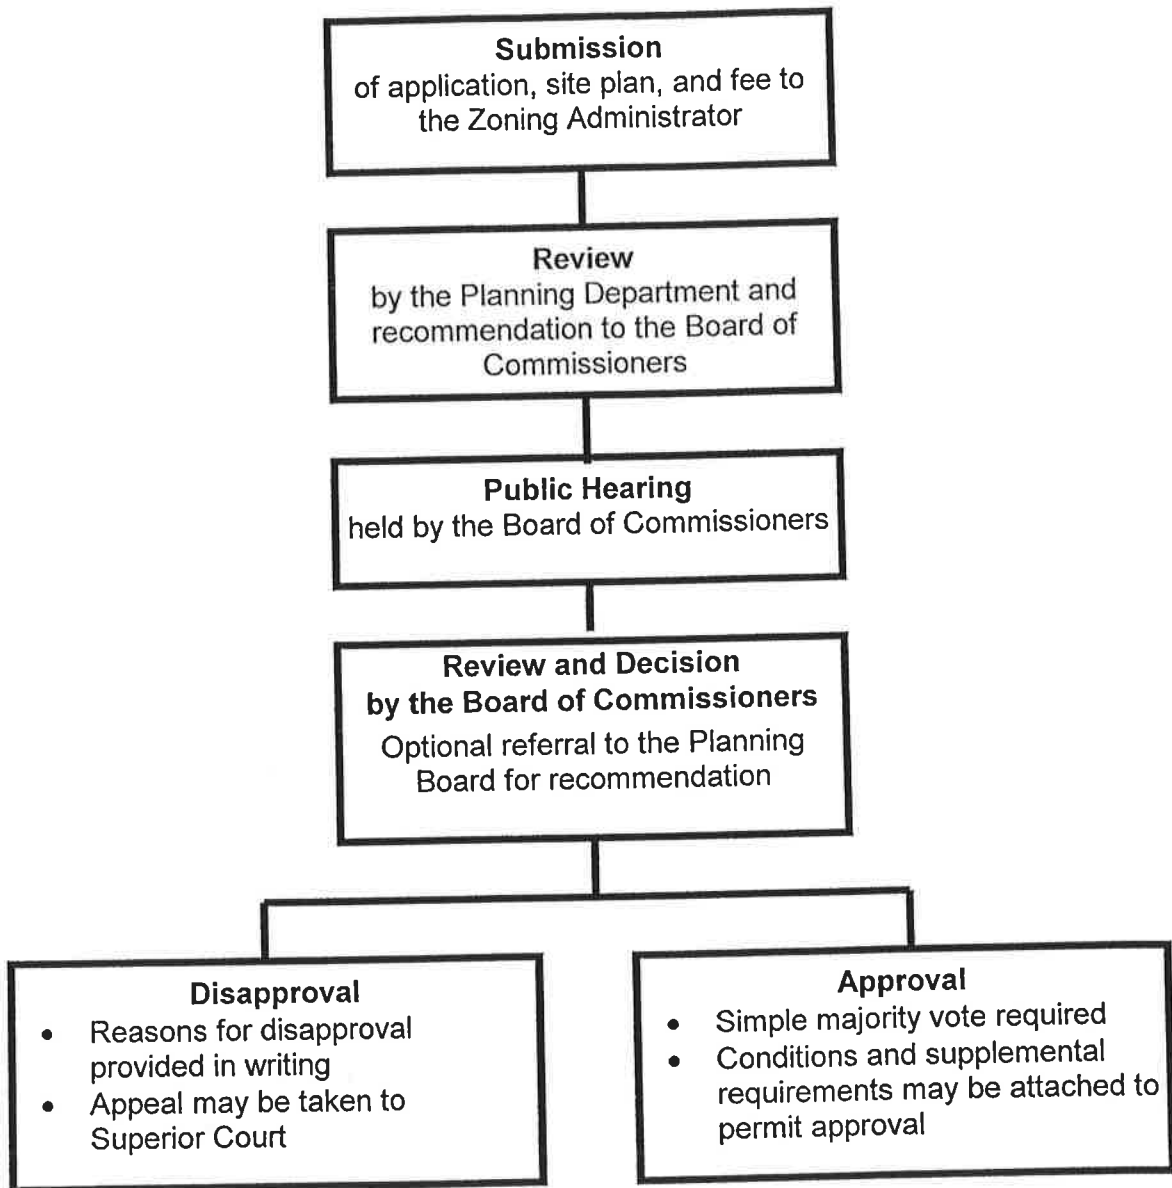 Submission
of application, site plan, and fee to
the Zoning Administrator
Review
by the Planning Department and
recommendation to the Board of
Commissioners
Public Hearing
held by the Board of Commissioners
Review and Decision
by the Board of Commissioners
Optional referral to the Planning
Board for recommendation
Disapproval
• Reasons for disapproval
provided in writing
• Appeal may be taken to
Superior Court
Approval
• Simple majority vote required
• Conditions and supplemental
requirements may be attached to
permit approval